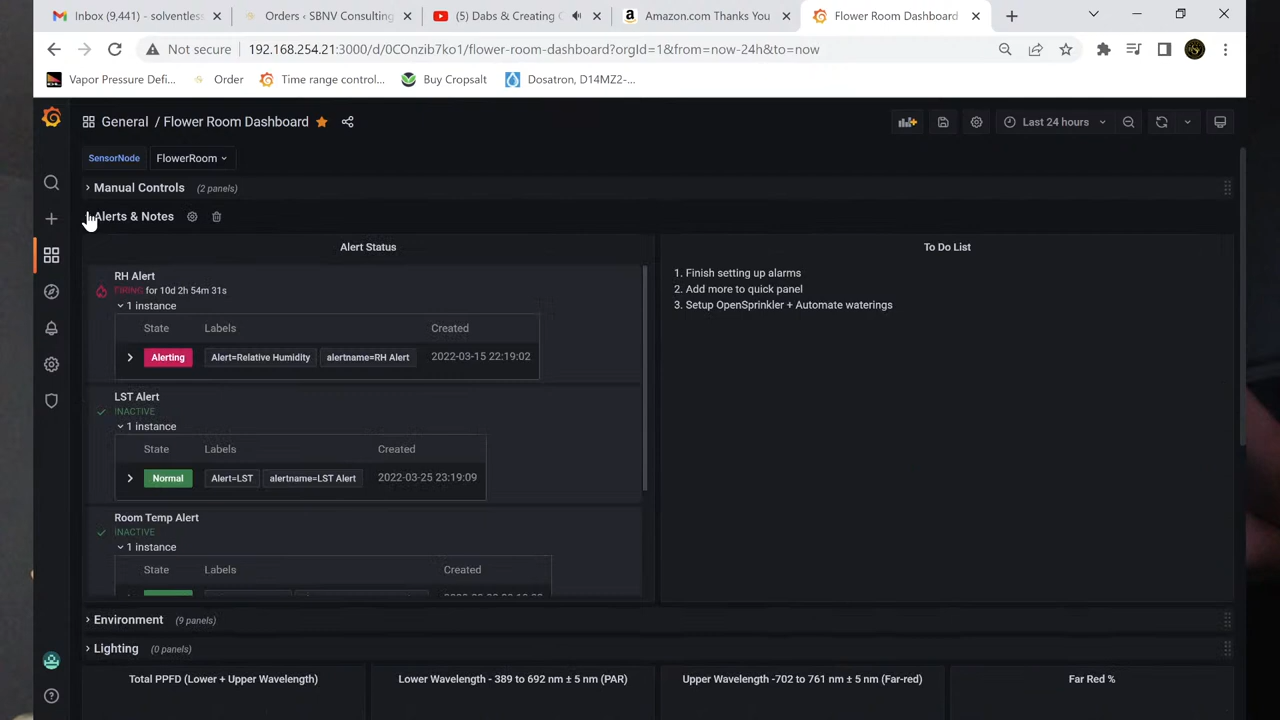 Inbox (9,441) - solventles
Orders ‹ SBNV Consulting
(5) Dabs & Creating C
Amazon.com Thanks You
Flower Room Dashboard
Not secure
192.168.254.21:3000/d/0COnzib7ko1/flower-room-dashboard?orgId=1&from=now-24h&to=now
Vapor Pressure Defi...
Order
Time range control...
Buy Cropsalt
Dosatron, D14MZ2-...
General / Flower Room Dashboard
Last 24 hours
SensorNode
FlowerRoom
Manual Controls (2 panels)
Alerts & Notes
Alert Status
RH Alert
FIRING for 10d 2h 54m 31s
1 instance
State Labels Created
Alerting Alert=Relative Humidity alertname=RH Alert 2022-03-15 22:19:02
LST Alert
INACTIVE
1 instance
State Labels Created
Normal Alert=LST alertname=LST Alert 2022-03-25 23:19:09
Room Temp Alert
INACTIVE
1 instance
State Labels Created
To Do List
1. Finish setting up alarms
2. Add more to quick panel
3. Setup OpenSprinkler + Automate waterings
Environment (9 panels)
Lighting (0 panels)
Total PPFD (Lower + Upper Wavelength)
Lower Wavelength - 389 to 692 nm ± 5 nm (PAR)
Upper Wavelength -702 to 761 nm ± 5 nm (Far-red)
Far Red %